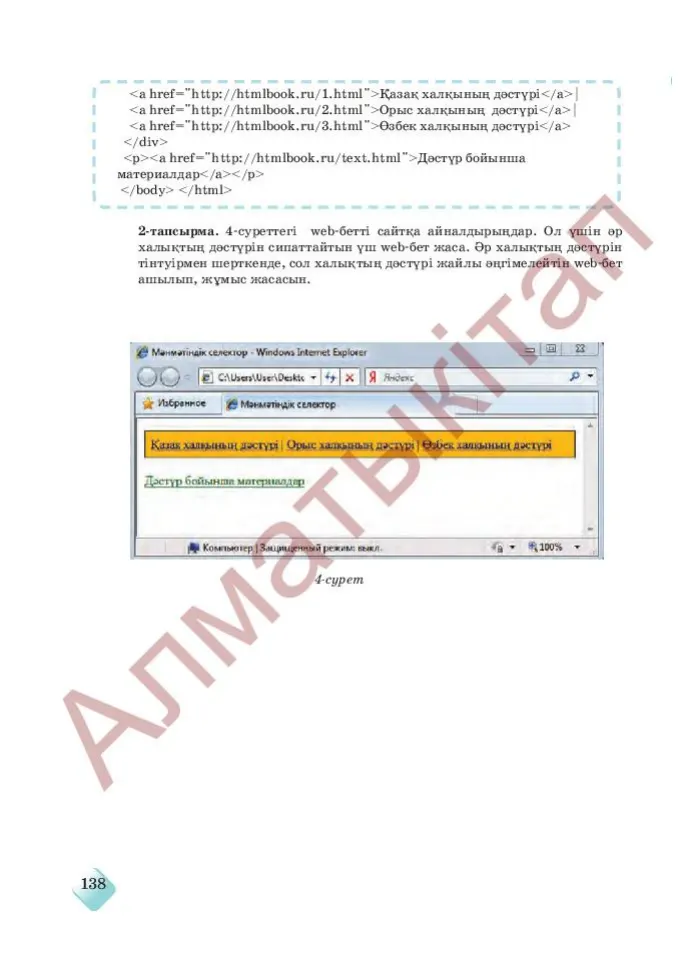 <a href="http://htmlbook.ru/1.html">Қазақ халқының дәстүрі</a>|
<a href="http://htmlbook.ru/2.html">Орыс халқының дәстүрі</a>|
<a href="http://htmlbook.ru/3.html">Өзбек халқының дәстүрі</a>
</div>
<p><a href="http://htmlbook.ru/text.html">Дәстүр бойынша
материалдар</a></p>
</body> </html>
2-тапсырма. 4-суреттегі web-бетті сайтқа айналдырыңдар. Ол үшін әр
халықтың дәстүрін сипаттайтын үш web-бет жаса. Әр халықтың дәстүрін
тінтуірмен шерткенде, сол халықтың дәстүрі жайлы әңгімелейтін web-бет
ашылып, жұмыс жасасын.
Мәнмәтіндік селектор - Windows Internet Explorer
C:\Users\User\Deskto
Яндекс
Избранное
Мәнмәтіндік селектор
Қазақ халқының дәстүрі | Орыс халқының дәстүрі | Өзбек халқының дәстүрі
Дәстүр бойынша материалдар
Компьютер | Защищенный режим: выкл.
100%
4-сурет
Алматыкітап
138